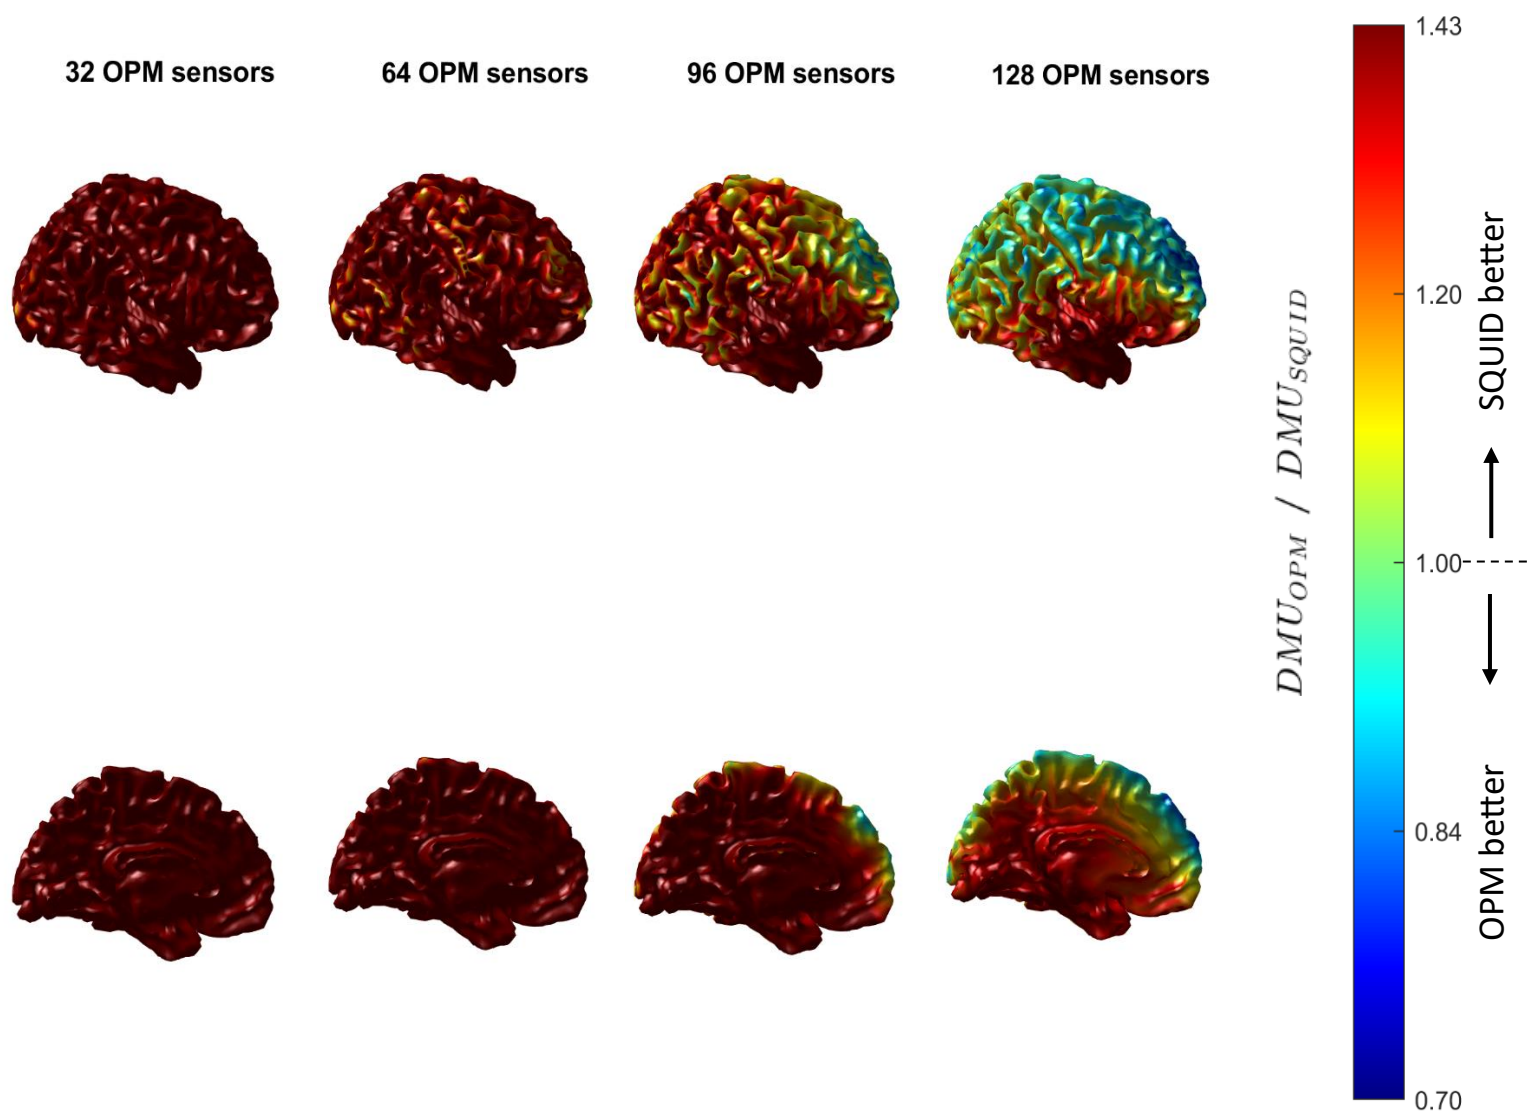 32 OPM sensors
64 OPM sensors
96 OPM sensors
128 OPM sensors
DMU_OPM / DMU_SQUID
1.43
1.20
1.00
0.84
0.70
SQUID better
OPM better